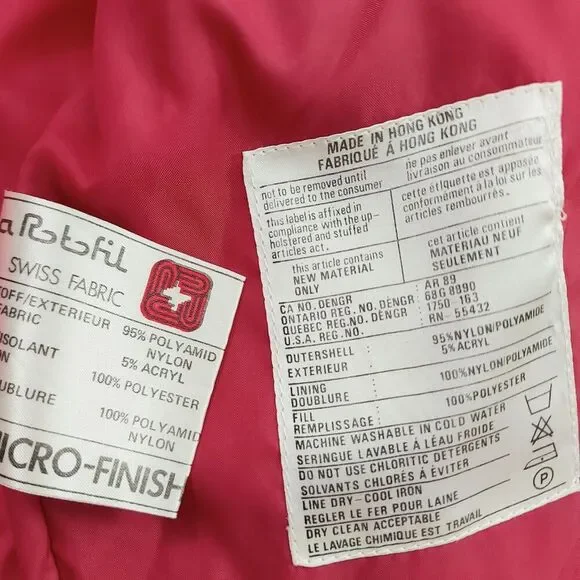 a Rbbfil
SWISS FABRIC
OFF/EXTERIEUR 95% POLYAMID
ABRIC NYLON
5% ACRYL
ISOLANT 100% POLYESTER
ON
OUBLURE 100% POLYAMID
NYLON
ICRO-FINISH
MADE IN HONG KONG
FABRIQUÉ Á HONG KONG
not to be removed until
delivered to the consumer
ne pas enlever avant
livraison au consommateur
this label is affixed in
compliance with the up-
holstered and stuffed
articles act.
cette étiquette est apposée
conformément à la loi sur les
articles rembourrés.
this article contains
NEW MATERIAL
ONLY
cet article contient
MATERIAU NEUF
SEULEMENT
CA NO. DENGR AR 89
ONTARIO REG. NO. DENGR 68G 8090
QUEBEC REG.NO. DENGR 1750-163
U.S.A. REG.NO. RN-55432
OUTERSHELL 95%NYLON/POLYAMIDE
EXTERIEUR 5% ACRYL
LINING 100%NYLON/POLYAMIDE
DOUBLURE
FILL 100%POLYESTER
REMPLISSAGE:
MACHINE WASHABLE IN COLD WATER
SERINGUE LAVABLE À LÉAU FROIDE
DO NOT USE CHLORITIC DETERGENTS
SOLVANTS CHLORÉS À ÉVITER
LINE DRY-COOL IRON
REGLER LE FER POUR LAINE
DRY CLEAN ACCEPTABLE
LE LAVAGE CHIMIQUE EST TRAVAIL
P